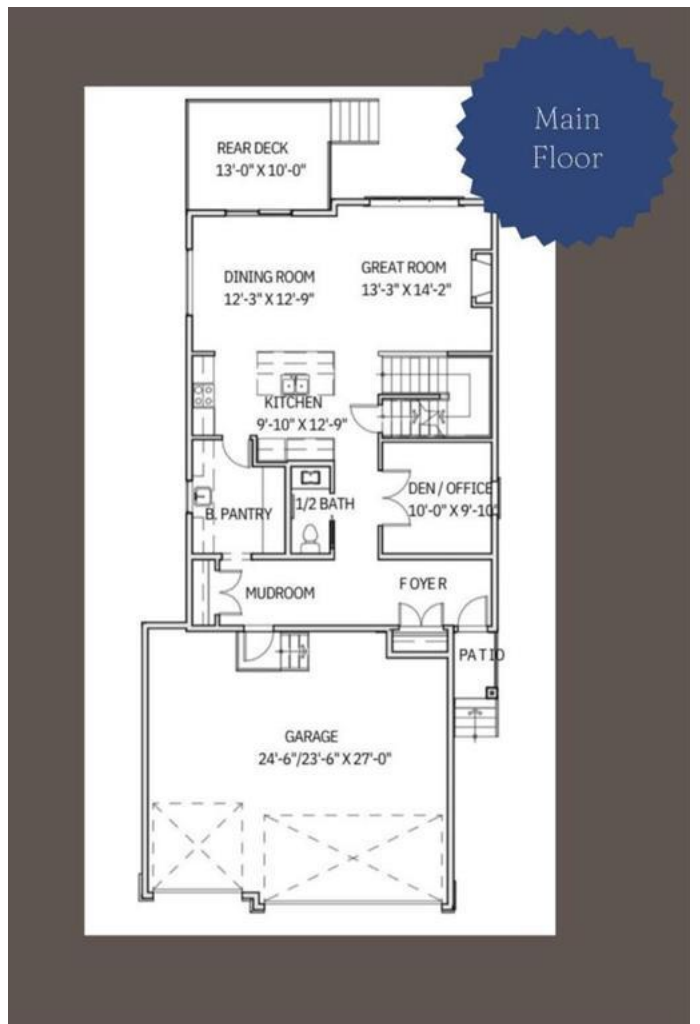 Main
Floor
REAR DECK
13'-0" X 10'-0"
DINING ROOM
12'-3" X 12'-9"
GREAT ROOM
13'-3" X 14'-2"
KITCHEN
9'-10" X 12'-9"
B. PANTRY
1/2 BATH
DEN / OFFICE
10'-0" X 9'-10"
MUDROOM
FOYER
PATIO
GARAGE
24'-6"/23'-6" X 27'-0"